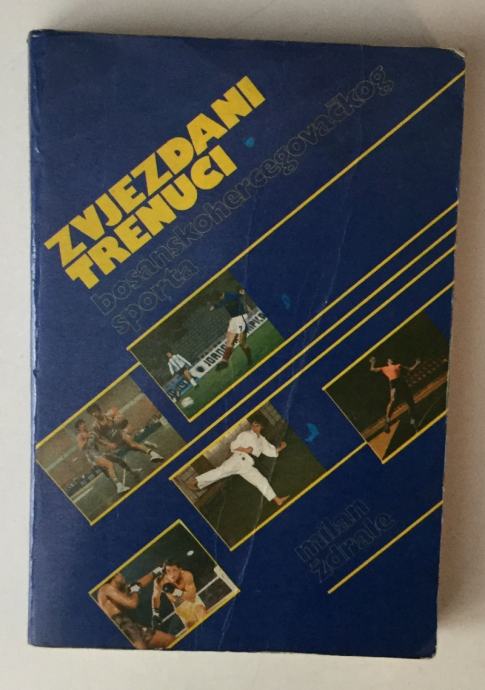 ZVJEZDANI
TRENUCI
bosanskohercegovačkog
sporta
milan
ždrale